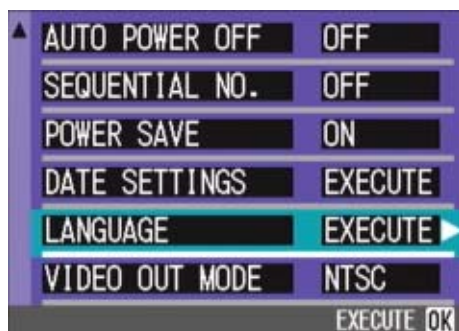 AUTO POWER OFF OFF
SEQUENTIAL NO. OFF
POWER SAVE ON
DATE SETTINGS EXECUTE
LANGUAGE EXECUTE
VIDEO OUT MODE NTSC
EXECUTE OK